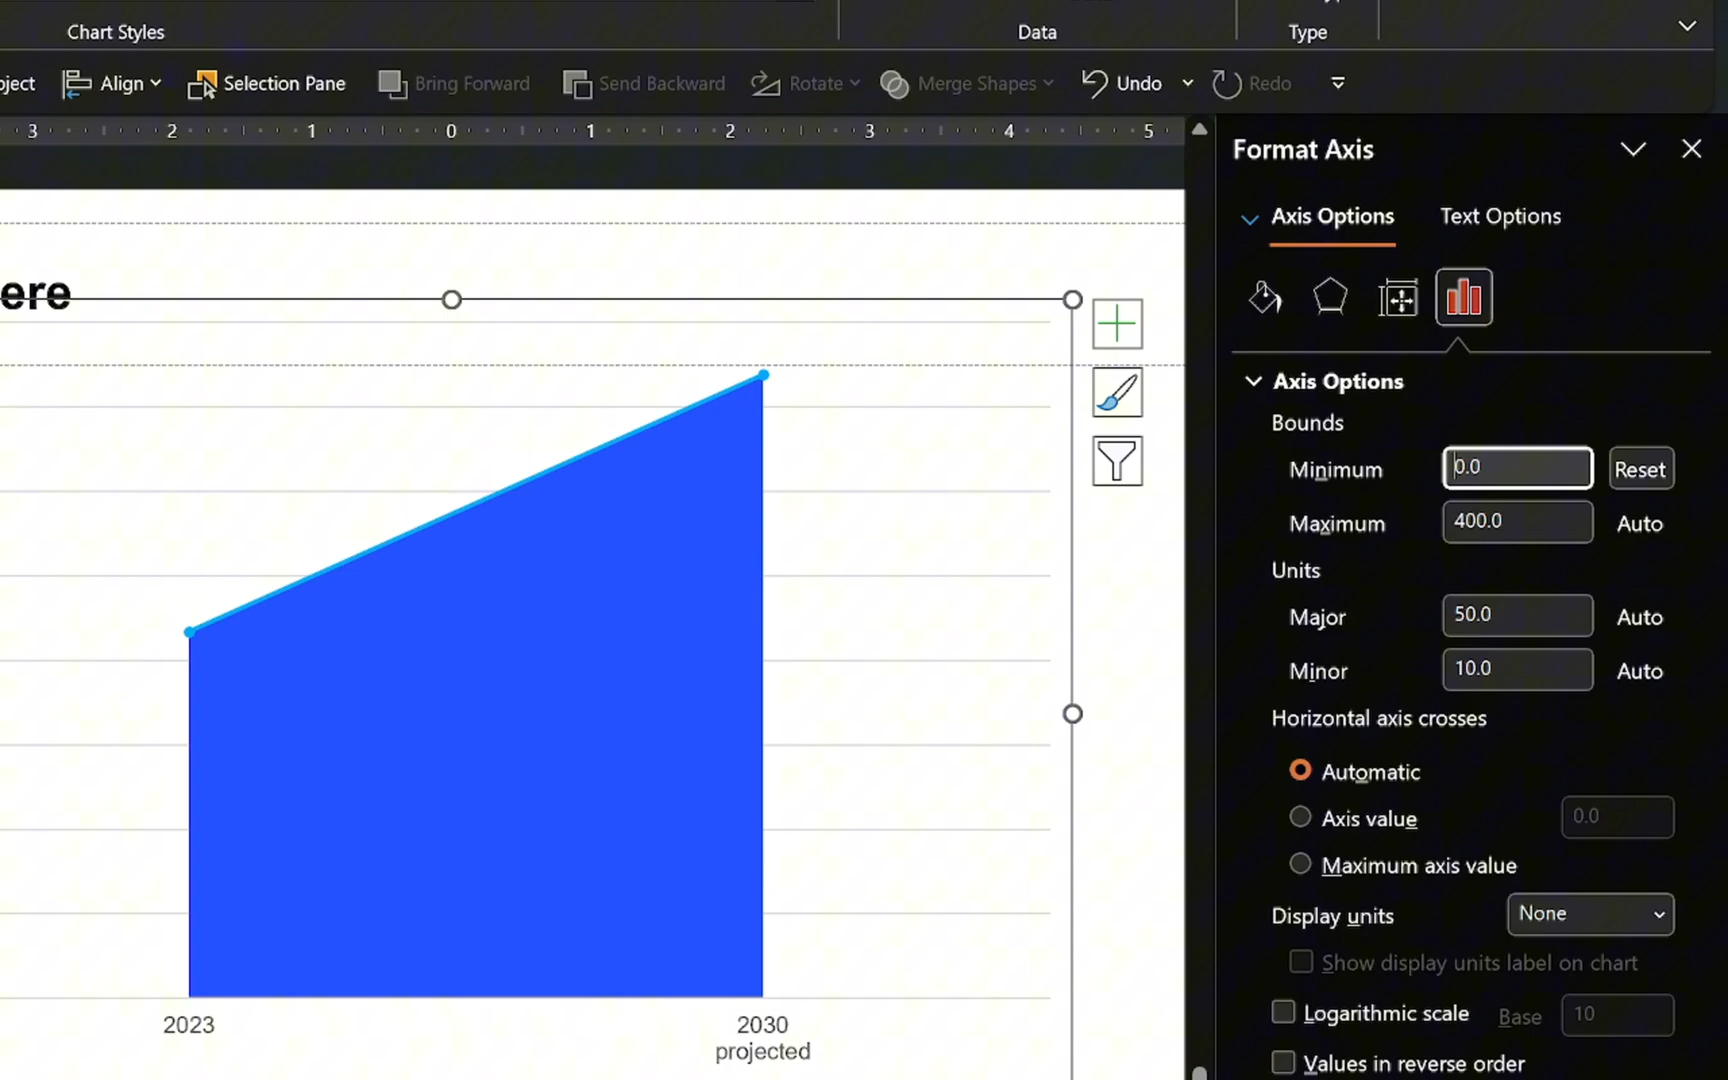 Chart Styles Data Type
ject Align Selection Pane Bring Forward Send Backward Rotate Merge Shapes Undo Redo
3 2 1 0 1 2 3 4 5
Format Axis
Axis Options Text Options
ere
Axis Options
Bounds
Minimum 0.0 Reset
Maximum 400.0 Auto
Units
Major 50.0 Auto
Minor 10.0 Auto
Horizontal axis crosses
Automatic
Axis value 0.0
Maximum axis value
Display units None
Show display units label on chart
Logarithmic scale Base 10
Values in reverse order
2023
2030
projected